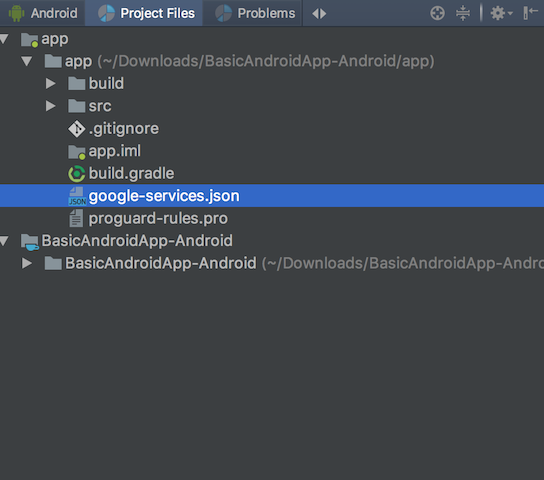 Android Project Files Problems
app
app (~/Downloads/BasicAndroidApp-Android/app)
build
src
.gitignore
app.iml
build.gradle
JSON google-services.json
proguard-rules.pro
BasicAndroidApp-Android
BasicAndroidApp-Android (~/Downloads/BasicAndroidApp-Andro